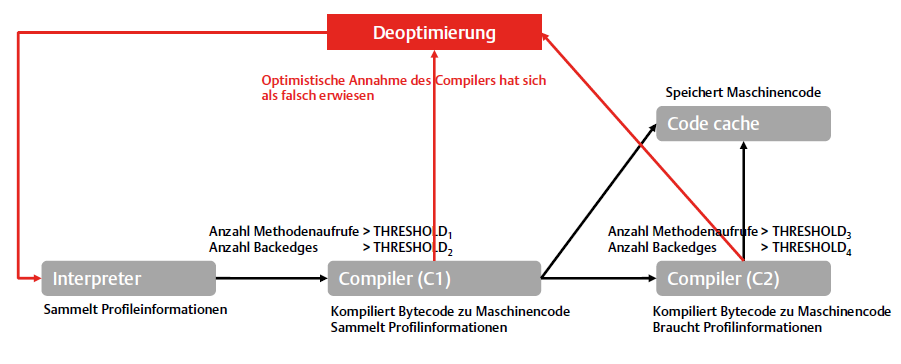 Deoptimierung
Optimistische Annahme des Compilers hat sich
als falsch erwiesen
Speichert Maschinencode
Code cache
Anzahl Methodenaufrufe > THRESHOLD₁
Anzahl Backedges > THRESHOLD₂
Anzahl Methodenaufrufe > THRESHOLD₃
Anzahl Backedges > THRESHOLD₄
Interpreter
Sammelt Profileinformationen
Compiler (C1)
Kompiliert Bytecode zu Maschinencode
Sammelt Profilinformationen
Compiler (C2)
Kompiliert Bytecode zu Maschinencode
Braucht Profilinformationen